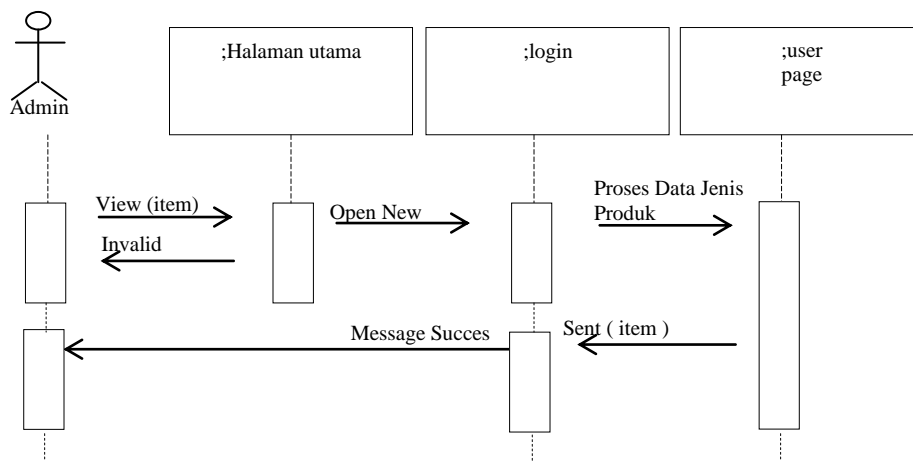 ;Halaman utama
;login
;user
page
Admin
View (item)
Open New
Proses Data Jenis
Produk
Invalid
Message Succes
Sent ( item )